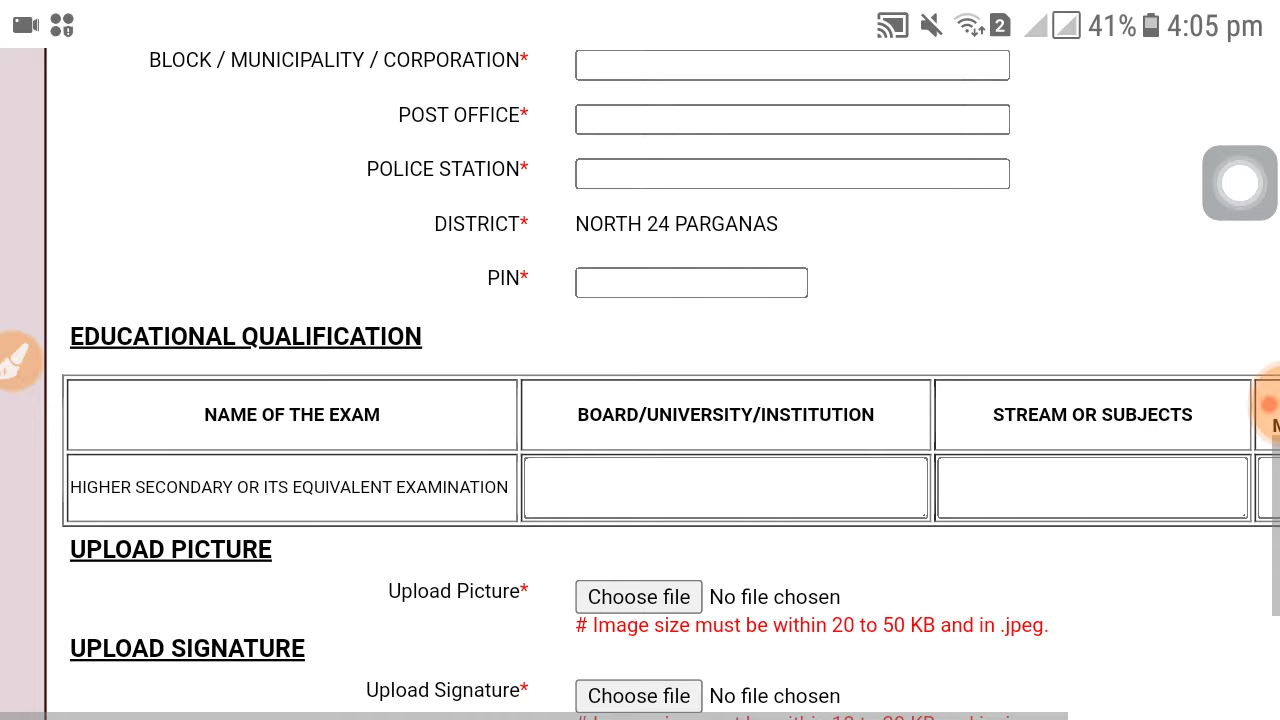 2 41% 4:05 pm
BLOCK / MUNICIPALITY / CORPORATION*
POST OFFICE*
POLICE STATION*
DISTRICT* NORTH 24 PARGANAS
PIN*
EDUCATIONAL QUALIFICATION
NAME OF THE EXAM BOARD/UNIVERSITY/INSTITUTION STREAM OR SUBJECTS
HIGHER SECONDARY OR ITS EQUIVALENT EXAMINATION
UPLOAD PICTURE
Upload Picture* Choose file No file chosen
# Image size must be within 20 to 50 KB and in .jpeg.
UPLOAD SIGNATURE
Upload Signature* Choose file No file chosen